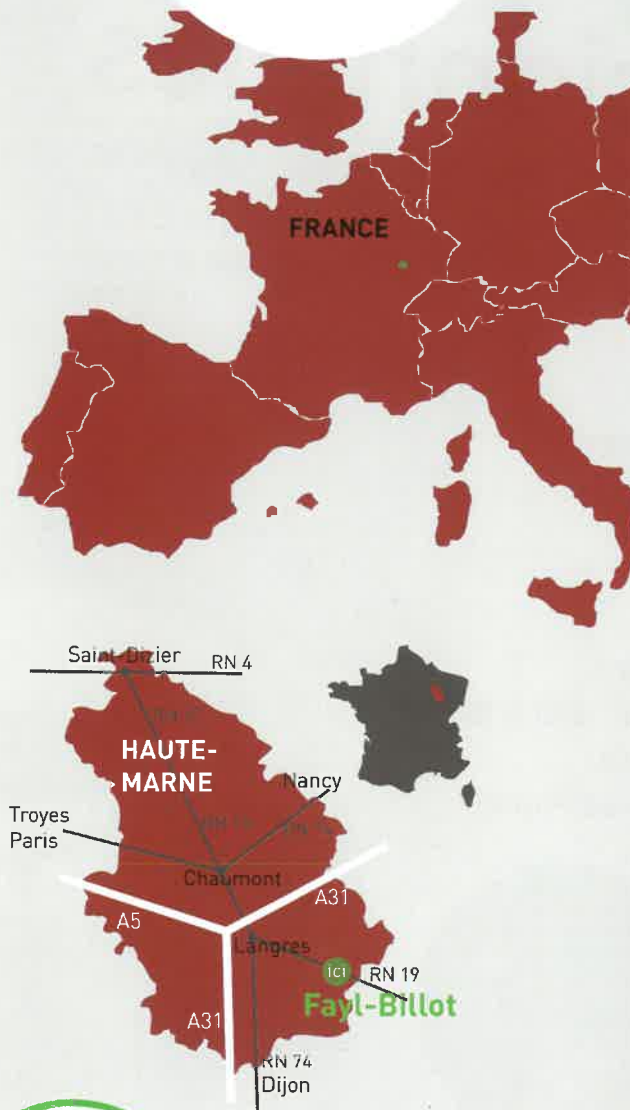 FRANCE
Saint-Dizier
RN 4
HAUTE-
MARNE
Nancy
Troyes
Paris
Chaumont
A31
A5
Langres
ici
RN 19
Fayl-Billot
A31
RN 74
Dijon